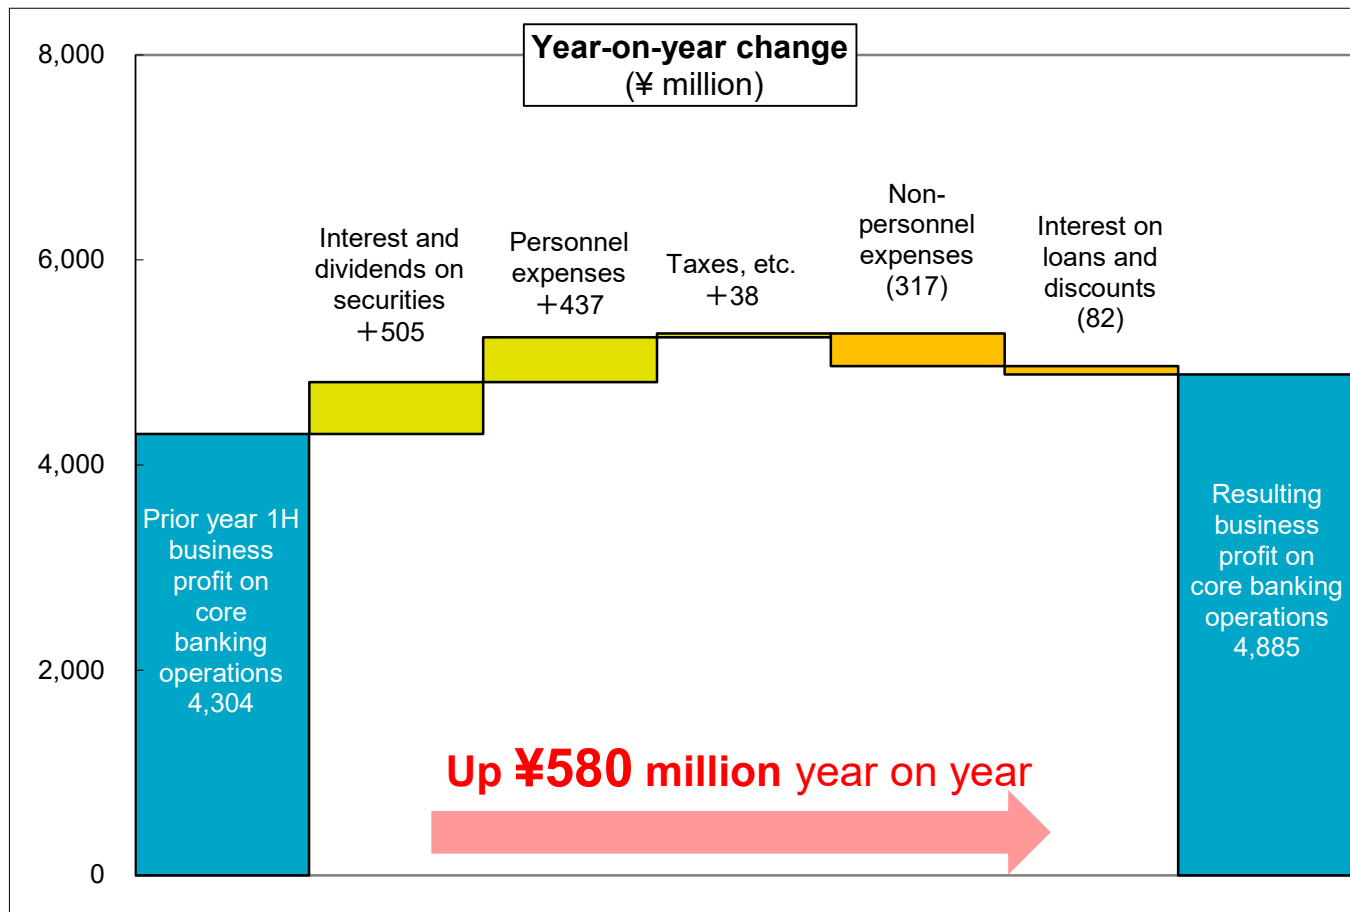 Year-on-year change
(¥ million)
8,000
6,000
4,000
2,000
0
Interest and
dividends on
securities
＋505
Personnel
expenses
＋437
Taxes, etc.
＋38
Non-
personnel
expenses
(317)
Interest on
loans and
discounts
(82)
Prior year 1H
business
profit on
core
banking
operations
4,304
Resulting
business
profit on
core banking
operations
4,885
Up ¥580 million year on year